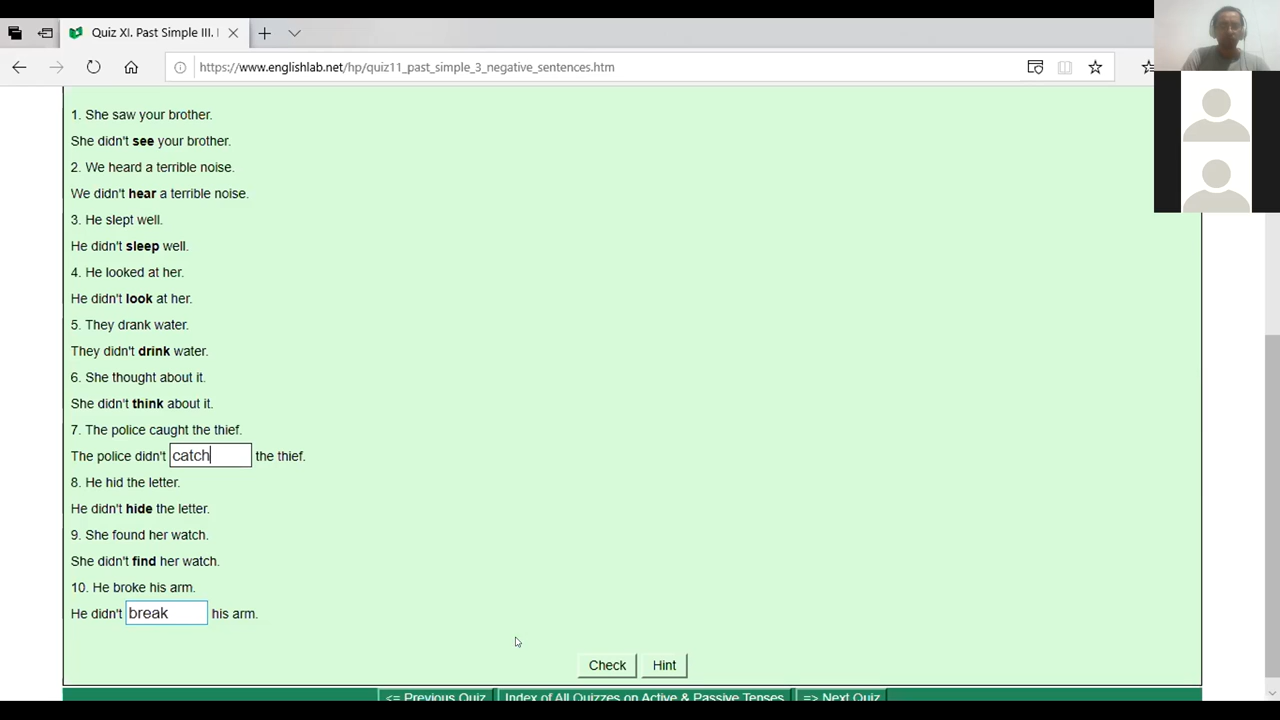 Quiz XI. Past Simple III.
https://www.englishlab.net/hp/quiz11_past_simple_3_negative_sentences.htm
1. She saw your brother.
She didn't see your brother.
2. We heard a terrible noise.
We didn't hear a terrible noise.
3. He slept well.
He didn't sleep well.
4. He looked at her.
He didn't look at her.
5. They drank water.
They didn't drink water.
6. She thought about it.
She didn't think about it.
7. The police caught the thief.
The police didn't catch the thief.
8. He hid the letter.
He didn't hide the letter.
9. She found her watch.
She didn't find her watch.
10. He broke his arm.
He didn't break his arm.
Check Hint
<= Previous Quiz Index of All Quizzes on Active & Passive Tenses => Next Quiz